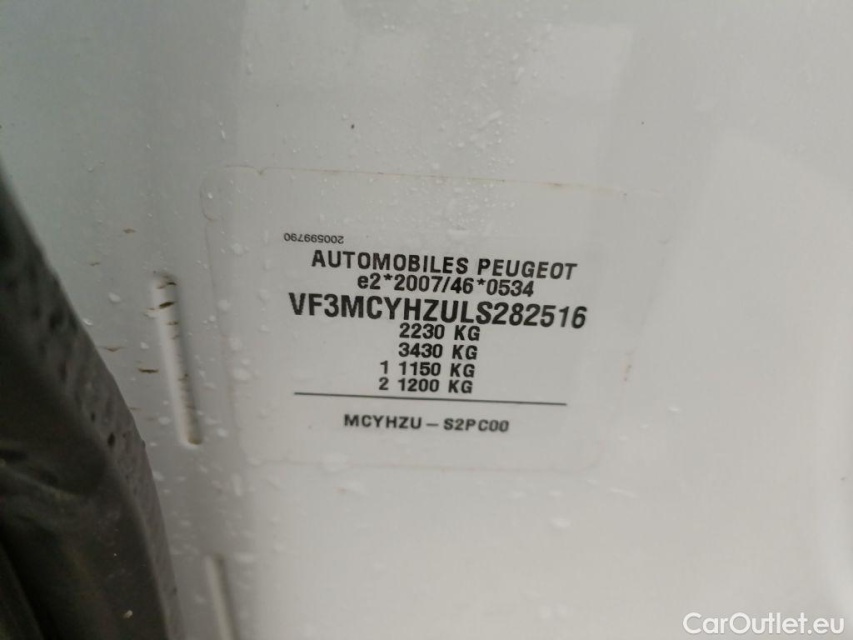 200599790
AUTOMOBILES PEUGEOT
e2*2007/46*0534
VF3MCYHZULS282516
2230 KG
3430 KG
1 1150 KG
2 1200 KG
MCYHZU - S2PC00
CarOutlet.eu